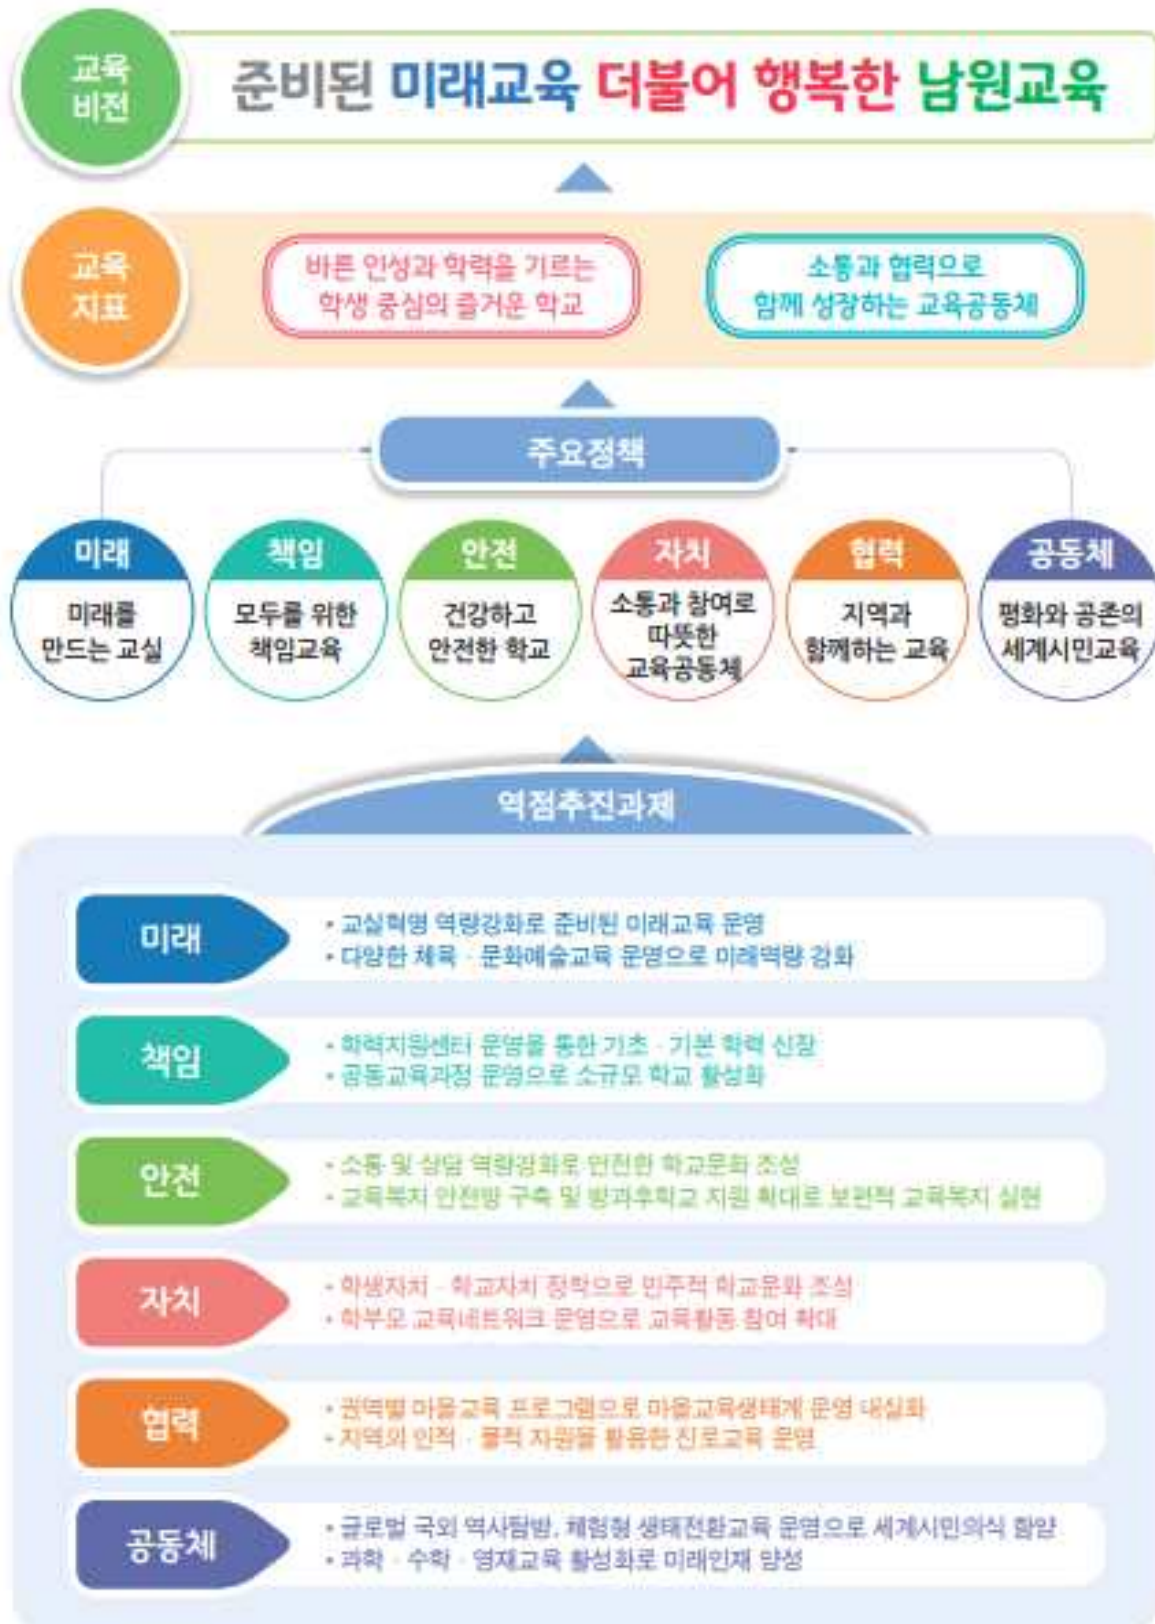 교육
비전
준비된 미래교육 더불어 행복한 남원교육
교육
지표
바른 인성과 학력을 기르는
학생 중심의 즐거운 학교
소통과 협력으로
함께 성장하는 교육공동체
주요정책
미래
미래를
만드는 교실
책임
모두를 위한
책임교육
안전
건강하고
안전한 학교
자치
소통과 참여로
따뜻한
교육공동체
협력
지역과
함께하는 교육
공동체
평화와 공존의
세계시민교육
역점추진과제
미래
• 교실혁명 역량강화로 준비된 미래교육 운영
• 다양한 체육 · 문화예술교육 운영으로 미래역량 강화
책임
• 학력지원센터 운영을 통한 기초 · 기본 학력 신장
• 공동교육과정 운영으로 소규모 학교 활성화
안전
• 소통 및 상담 역량강화로 안전한 학교문화 조성
• 교육복지 안전망 구축 및 방과후학교 지원 확대로 보편적 교육복지 실현
자치
• 학생자치 · 학교자치 정착으로 민주적 학교문화 조성
• 학부모 교육네트워크 운영으로 교육활동 참여 확대
협력
• 권역별 마을교육 프로그램으로 마을교육생태계 운영 내실화
• 지역의 인적 · 물적 자원을 활용한 진로교육 운영
공동체
• 글로벌 국외 역사탐방, 체험형 생태전환교육 운영으로 세계시민의식 함양
• 과학 · 수학 · 영재교육 활성화로 미래인재 양성